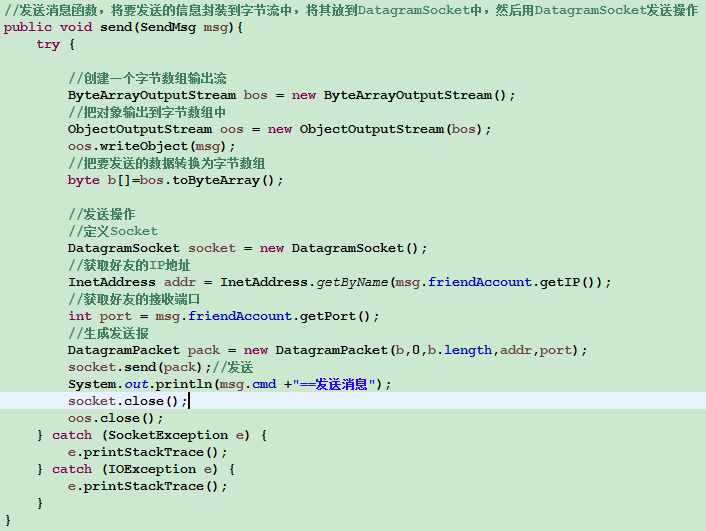 //发送消息函数，将要发送的信息封装到字节流中，将其放到DatagramSocket中，然后用DatagramSocket发送操作
public void send(SendMsg msg){
    try {
        //创建一个字节数组输出流
        ByteArrayOutputStream bos = new ByteArrayOutputStream();
        //把对象输出到字节数组中
        ObjectOutputStream oos = new ObjectOutputStream(bos);
        oos.writeObject(msg);
        //把要发送的数据转换为字节数组
        byte b[]=bos.toByteArray();
        //发送操作
        //定义Socket
        DatagramSocket socket = new DatagramSocket();
        //获取好友的IP地址
        InetAddress addr = InetAddress.getByName(msg.friendAccount.getIP());
        //获取好友的接收端口
        int port = msg.friendAccount.getPort();
        //生成发送报
        DatagramPacket pack = new DatagramPacket(b,0,b.length,addr,port);
        socket.send(pack);//发送
        System.out.println(msg.cmd +"==发送消息");
        socket.close();
        oos.close();
    } catch (SocketException e) {
        e.printStackTrace();
    } catch (IOException e) {
        e.printStackTrace();
    }
}